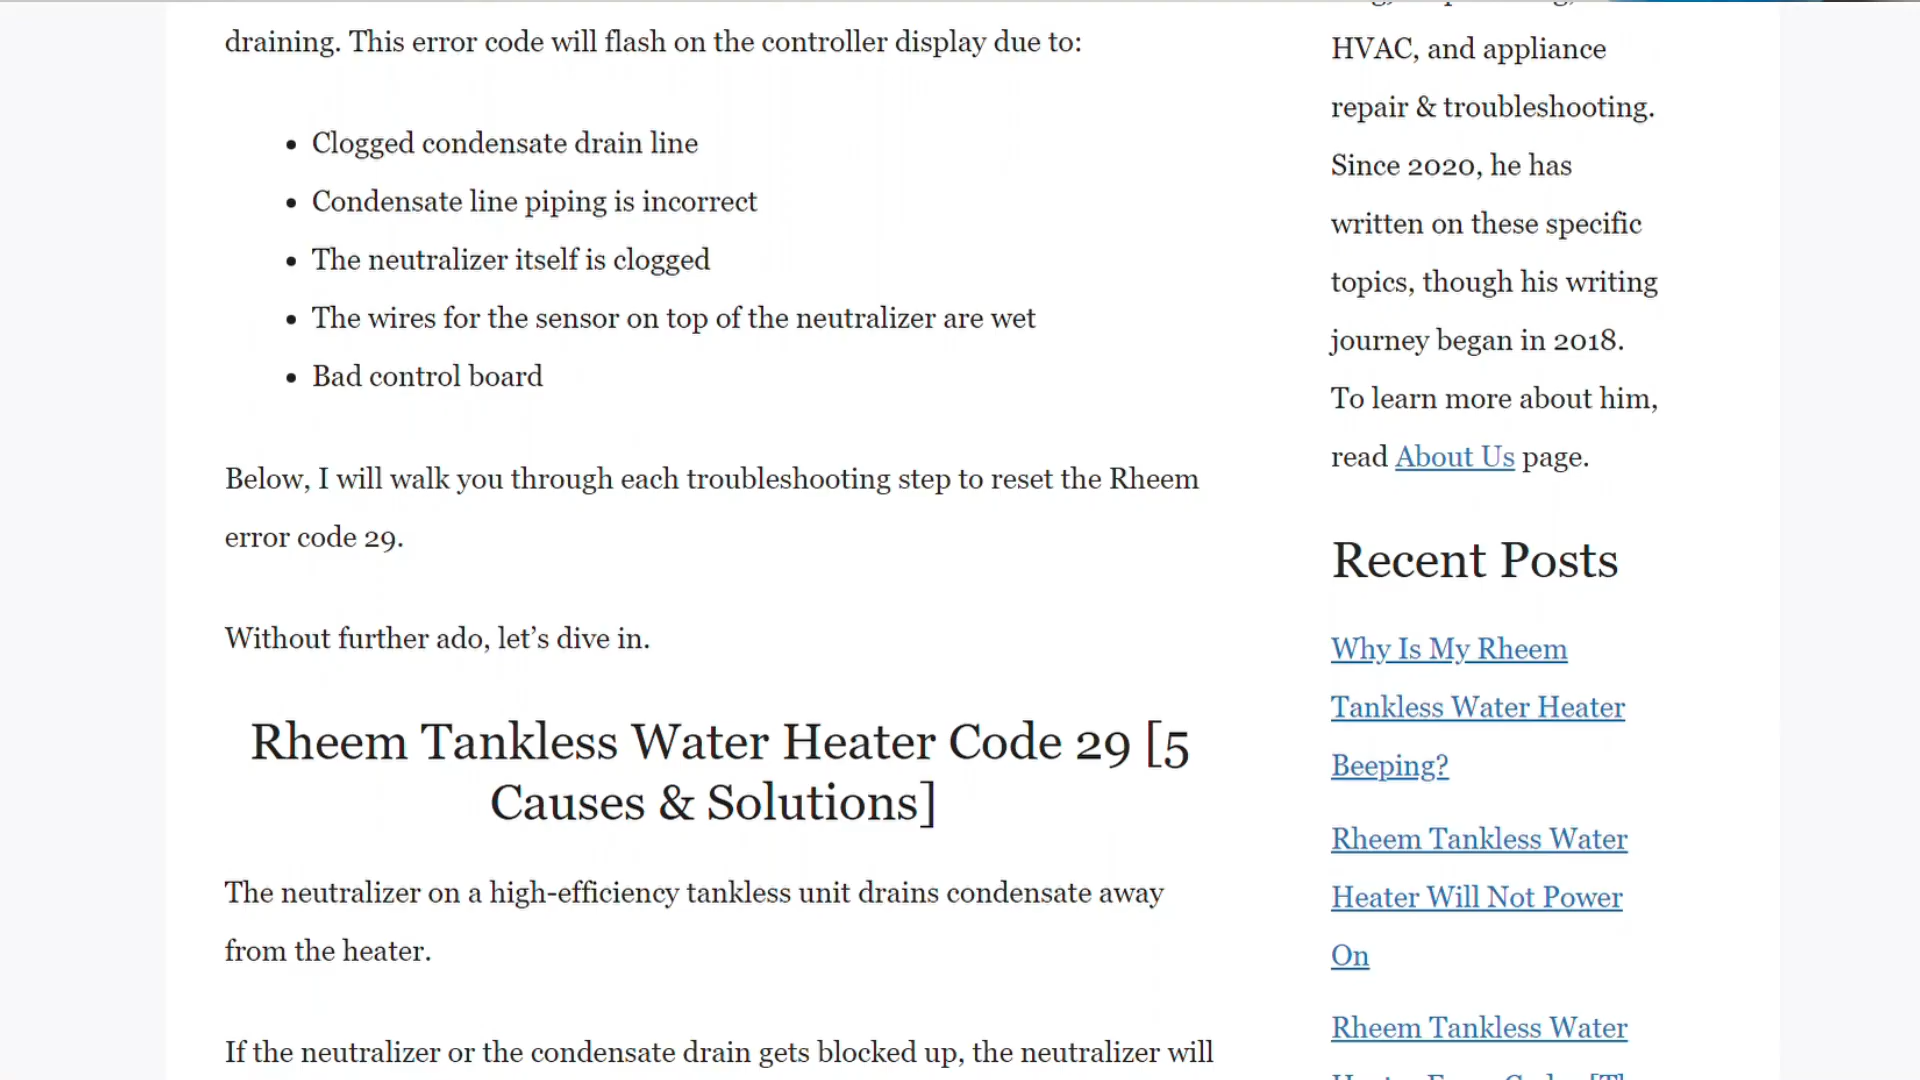 draining. This error code will flash on the controller display due to:
• Clogged condensate drain line
• Condensate line piping is incorrect
• The neutralizer itself is clogged
• The wires for the sensor on top of the neutralizer are wet
• Bad control board
Below, I will walk you through each troubleshooting step to reset the Rheem
error code 29.
Without further ado, let’s dive in.
Rheem Tankless Water Heater Code 29 [5
Causes & Solutions]
The neutralizer on a high-efficiency tankless unit drains condensate away
from the heater.
If the neutralizer or the condensate drain gets blocked up, the neutralizer will
HVAC, and appliance
repair & troubleshooting.
Since 2020, he has
written on these specific
topics, though his writing
journey began in 2018.
To learn more about him,
read About Us page.
Recent Posts
Why Is My Rheem
Tankless Water Heater
Beeping?
Rheem Tankless Water
Heater Will Not Power
On
Rheem Tankless Water